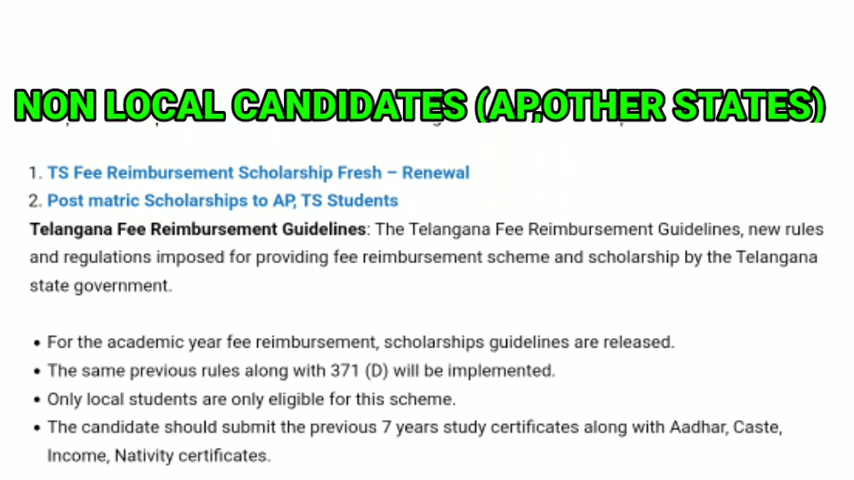 NON LOCAL CANDIDATES (AP,OTHER STATES)
1. TS Fee Reimbursement Scholarship Fresh – Renewal
2. Post matric Scholarships to AP, TS Students
Telangana Fee Reimbursement Guidelines: The Telangana Fee Reimbursement Guidelines, new rules
and regulations imposed for providing fee reimbursement scheme and scholarship by the Telangana
state government.
• For the academic year fee reimbursement, scholarships guidelines are released.
• The same previous rules along with 371 (D) will be implemented.
• Only local students are only eligible for this scheme.
• The candidate should submit the previous 7 years study certificates along with Aadhar, Caste,
Income, Nativity certificates.